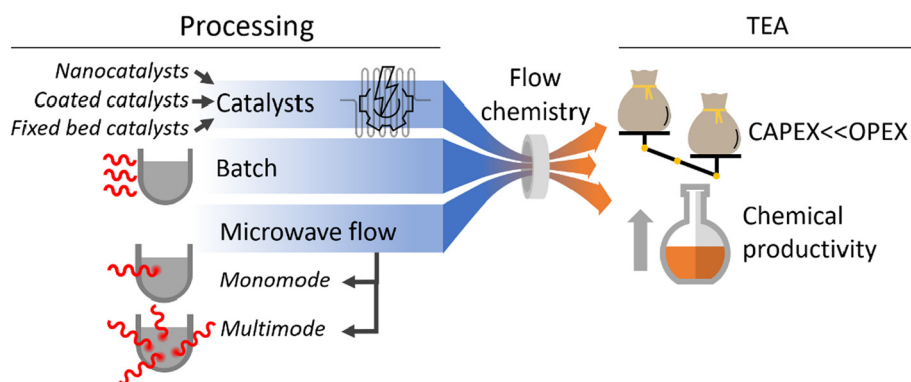 Processing
TEA
Nanocatalysts
Coated catalysts
Fixed bed catalysts
Catalysts
Batch
Microwave flow
Monomode
Multimode
Flow
chemistry
CAPEX<<OPEX
Chemical
productivity